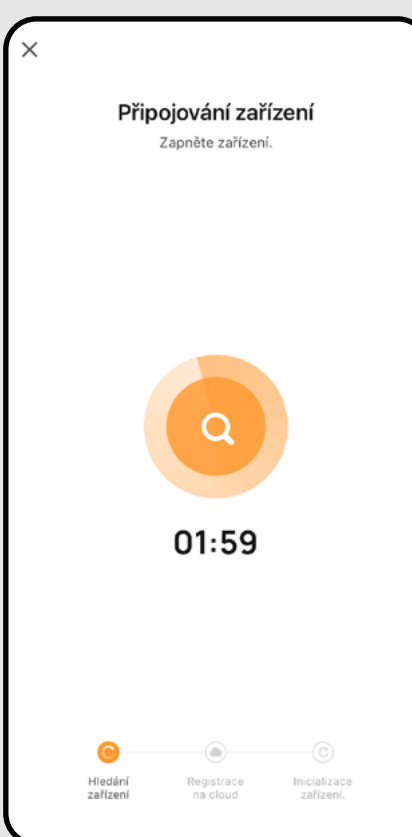 Připojování zařízení
Zapněte zařízení.
01:59
Hledání
zařízení
Registrace
na cloud
Inicializace
zařízení.